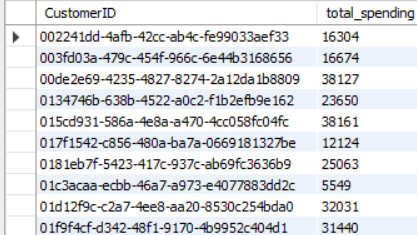 CustomerID total_spending
002241dd-4afb-42cc-ab4c-fe99033aef33 16304
003fd03a-479c-454f-966c-6e44b3168656 16674
00de2e69-4235-4827-8274-2a12da1b8809 38127
0134746b-638b-4522-a0c2-f1b2efb9e162 23650
015cd931-586a-4e8a-a470-4cc058fc04fc 38161
017f1542-c856-480a-ba7a-0669181327be 12124
0181eb7f-5423-417c-937c-ab69fc3636b9 25063
01c3acaa-ecbb-46a7-a973-e4077883dd2c 5549
01d12f9c-c2a7-4ee8-aa20-8530c254bda0 32031
01f9f4cf-d342-48f1-9170-4b9952c404d1 31440